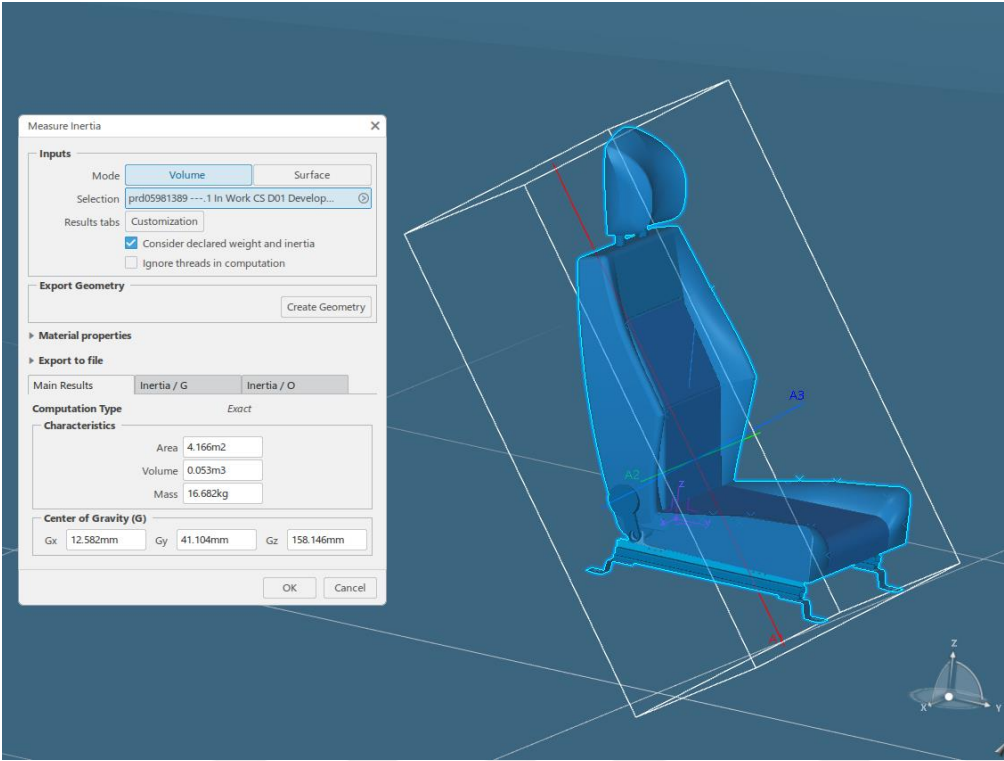 Measure Inertia
Inputs
Mode Volume Surface
Selection prd05981389 ---.1 In Work CS D01 Develop...
Results tabs Customization
Consider declared weight and inertia
Ignore threads in computation
Export Geometry
Create Geometry
Material properties
Export to file
Main Results Inertia / G Inertia / O
Computation Type Exact
Characteristics
Area 4.166m2
Volume 0.053m3
Mass 16.682kg
Center of Gravity (G)
Gx 12.582mm Gy 41.104mm Gz 158.146mm
OK Cancel
A3
A2
z
x y
A1
Z
X Y